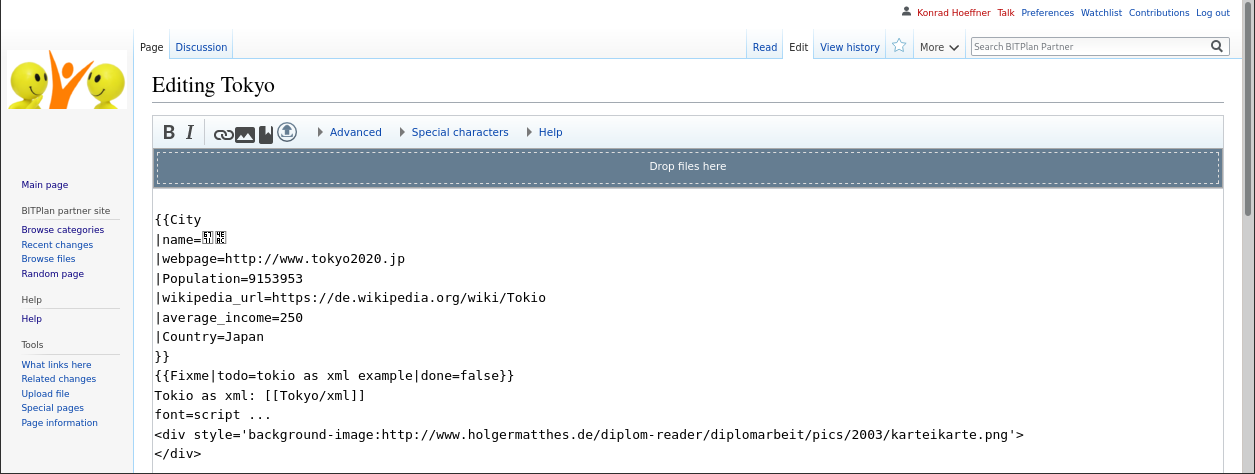 Konrad Hoeffner Talk Preferences Watchlist Contributions Log out
Page Discussion Read Edit View history More Search BITPlan Partner
Editing Tokyo
B I Advanced Special characters Help
Drop files here
Main page
BITPlan partner site
Browse categories
Recent changes
Browse files
Random page
Help
Help
Tools
What links here
Related changes
Upload file
Special pages
Page information
{{City
|name=
|webpage=http://www.tokyo2020.jp
|Population=9153953
|wikipedia_url=https://de.wikipedia.org/wiki/Tokio
|average_income=250
|Country=Japan
}}
{{Fixme|todo=tokio as xml example|done=false}}
Tokio as xml: [[Tokyo/xml]]
font=script ...
<div style='background-image:http://www.holgermatthes.de/diplom-reader/diplomarbeit/pics/2003/karteikarte.png'>
</div>